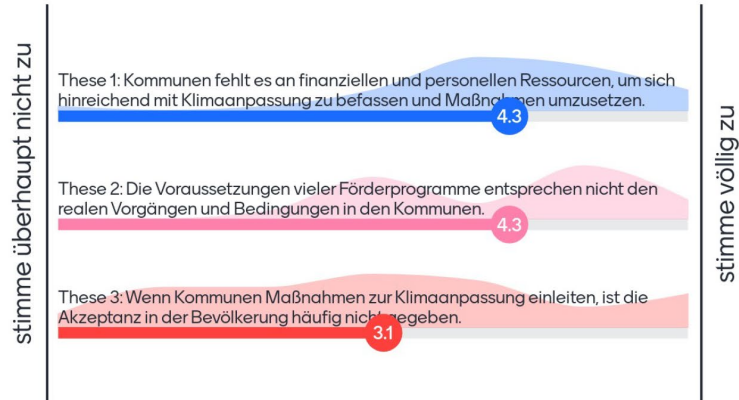 stimme überhaupt nicht zu
These 1: Kommunen fehlt es an finanziellen und personellen Ressourcen, um sich
hinreichend mit Klimaanpassung zu befassen und Maßnahmen umzusetzen.
4.3
These 2: Die Voraussetzungen vieler Förderprogramme entsprechen nicht den
realen Vorgängen und Bedingungen in den Kommunen.
4.3
These 3: Wenn Kommunen Maßnahmen zur Klimaanpassung einleiten, ist die
Akzeptanz in der Bevölkerung häufig nicht gegeben.
3.1
stimme völlig zu